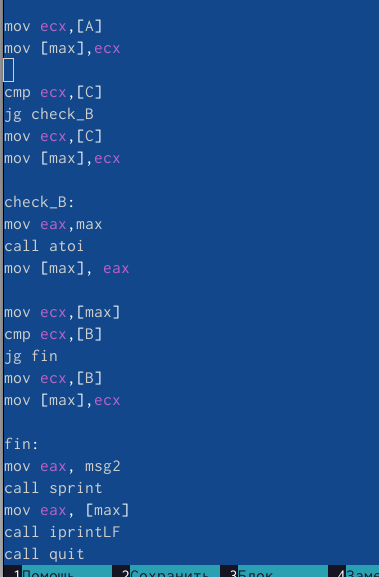 mov ecx,[A]
mov [max],ecx
cmp ecx,[C]
jg check_B
mov ecx,[C]
mov [max],ecx
check_B:
mov eax,max
call atoi
mov [max], eax
mov ecx,[max]
cmp ecx,[B]
jg fin
mov ecx,[B]
mov [max],ecx
fin:
mov eax, msg2
call sprint
mov eax, [max]
call iprintLF
call quit
1Помощь 2Сохранить 3Блок 4Заме